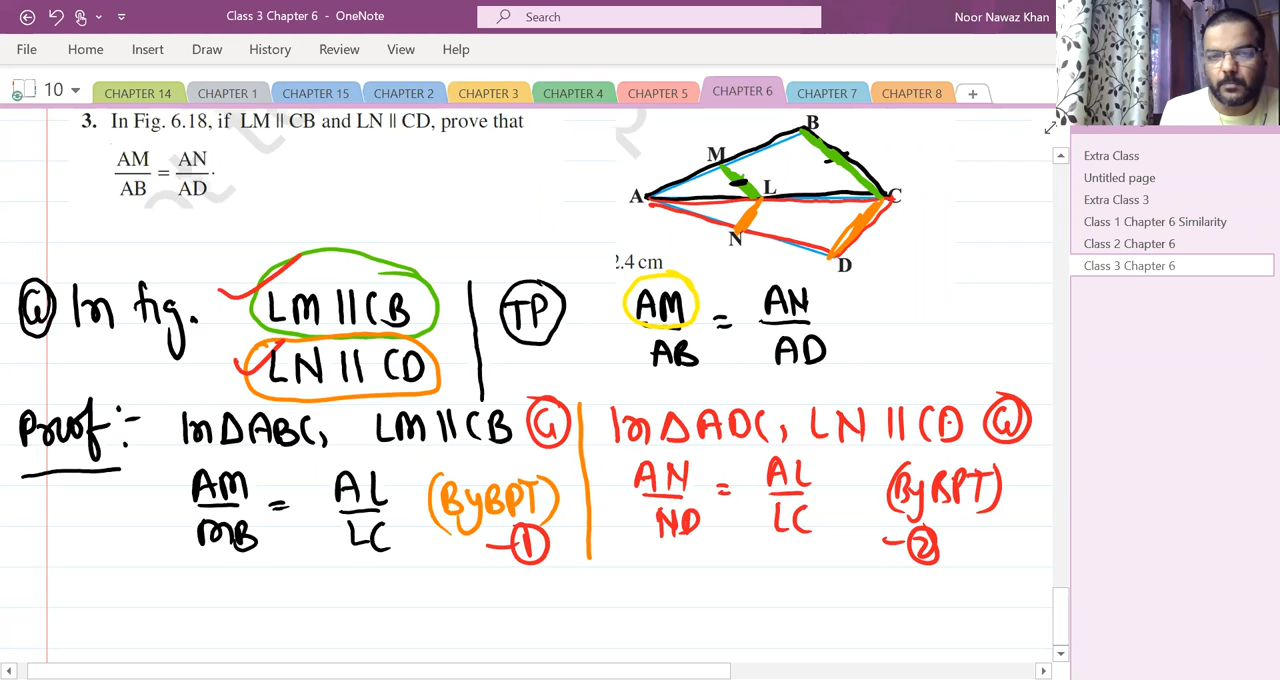 Class 3 Chapter 6 - OneNote
Search
Noor Nawaz Khan
File Home Insert Draw History Review View Help
10
CHAPTER 14 CHAPTER 1 CHAPTER 15 CHAPTER 2 CHAPTER 3 CHAPTER 4 CHAPTER 5 CHAPTER 6 CHAPTER 7 CHAPTER 8 +
Extra Class
Untitled page
Extra Class 3
Class 1 Chapter 6 Similarity
Class 2 Chapter 6
Class 3 Chapter 6
3. In Fig. 6.18, if LM || CB and LN || CD, prove that
AM/AB = AN/AD.
B
M
L
A
C
N
D
2.4 cm
G In fig. LM || CB
LN || CD
TP AM/AB = AN/AD
Proof:- In ΔABC, LM || CB G
AM/MB = AL/LC (By BPT)
-1
In ΔADC, LN || CD G
AN/ND = AL/LC (By BPT)
-2